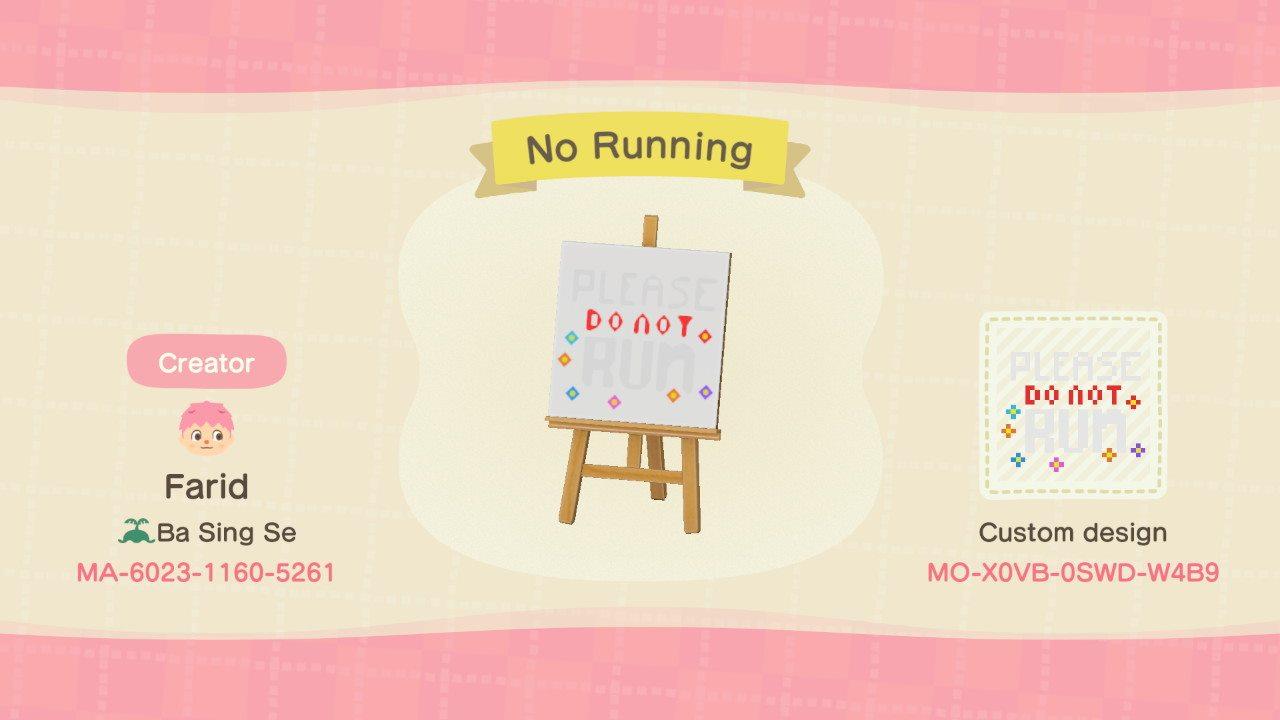 No Running
PLEASE
DO NOT
RUN
Creator
Farid
Ba Sing Se
MA-6023-1160-5261
PLEASE
DO NOT
RUN
Custom design
MO-X0VB-0SWD-W4B9